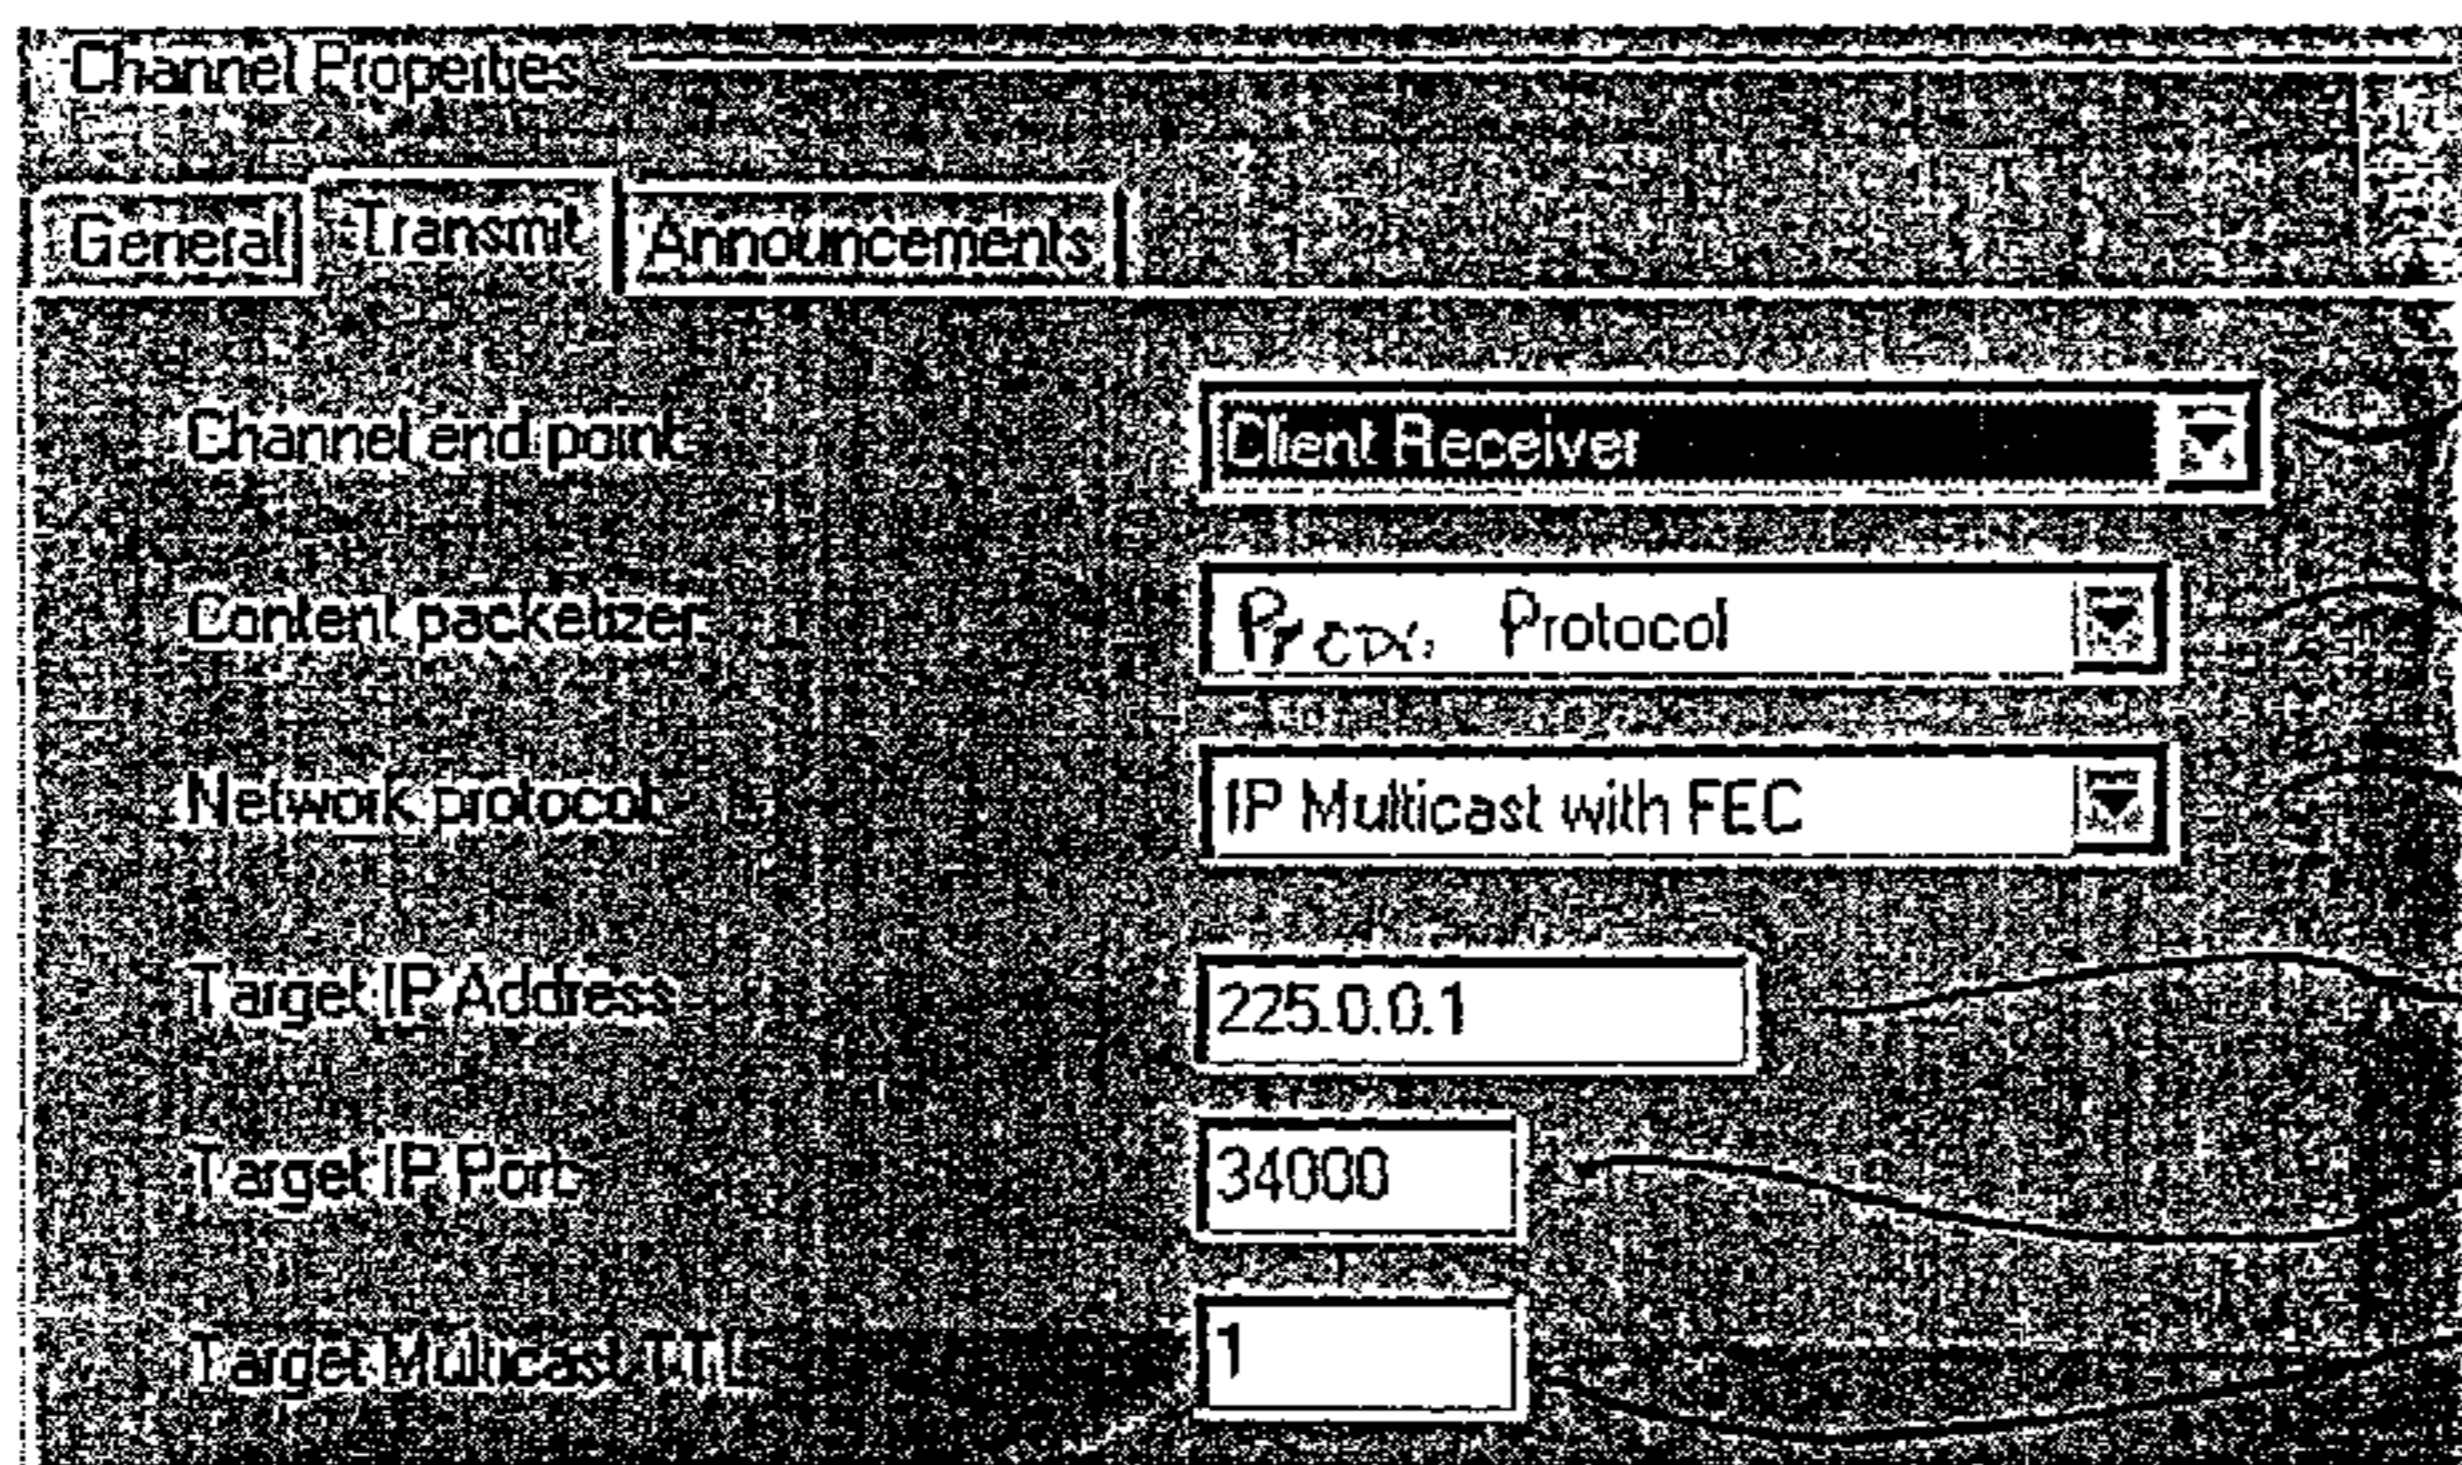 Channel Properties
General Transmit Announcements
Channel end point Client Receiver
Content packetizer Protocol
Network protocol IP Multicast with FEC
Target IP Address 225.0.0.1
Target IP Port 34000
Target Multicast TTL 1